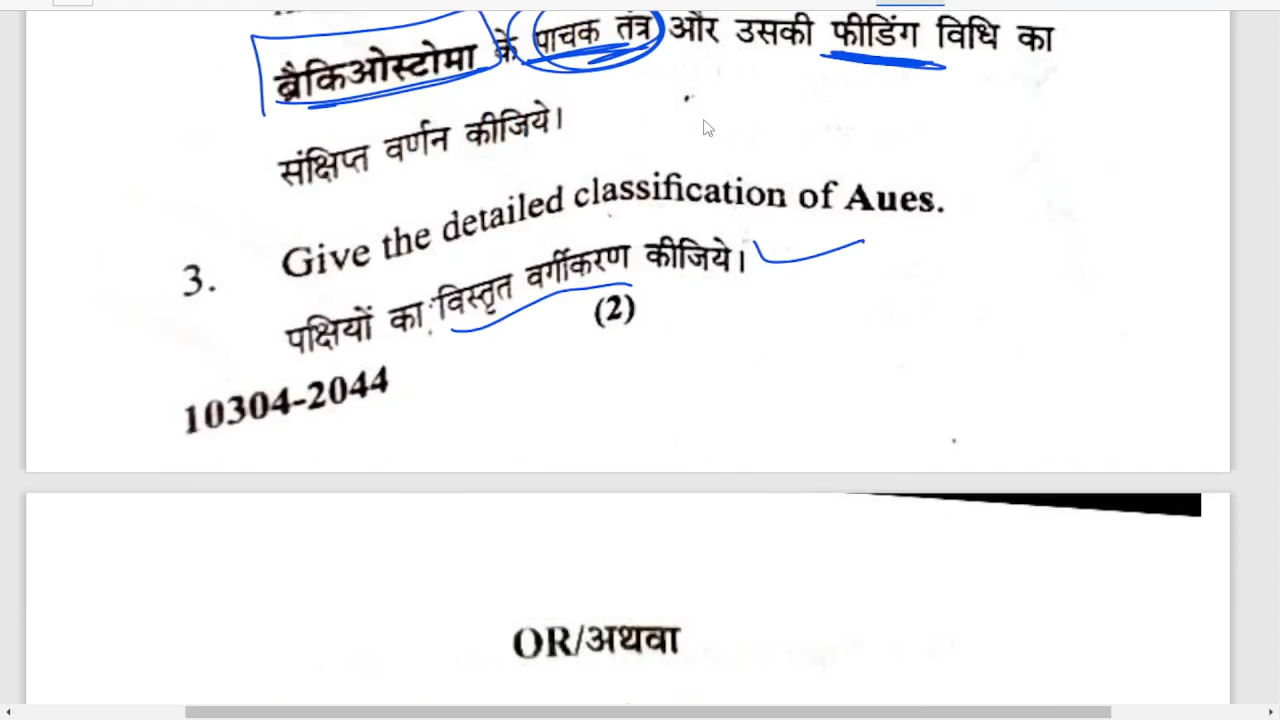 ब्रैकिओस्टोमा के पाचक तंत्र और उसकी फीडिंग विधि का
संक्षिप्त वर्णन कीजिये।
3. Give the detailed classification of Aues.
पक्षियों का विस्तृत वर्गीकरण कीजिये।
(2)
10304-2044
OR/अथवा